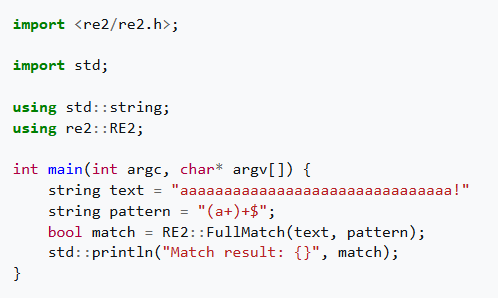 import <re2/re2.h>;
import std;
using std::string;
using re2::RE2;
int main(int argc, char* argv[]) {
    string text = "aaaaaaaaaaaaaaaaaaaaaaaaaaaaaaa!"
    string pattern = "(a+)+$";
    bool match = RE2::FullMatch(text, pattern);
    std::println("Match result: {}", match);
}